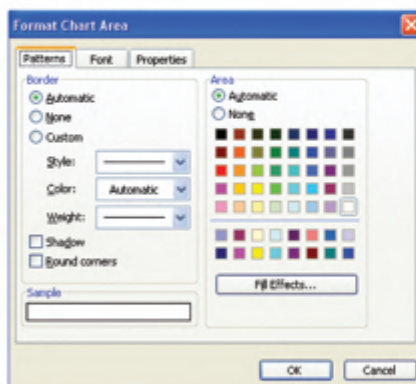 Format Chart Area
Patterns Font Properties
Border
Automatic
None
Custom
Style:
Color: Automatic
Weight:
Shadow
Round corners
Sample
Area
Automatic
None
Fill Effects...
OK Cancel